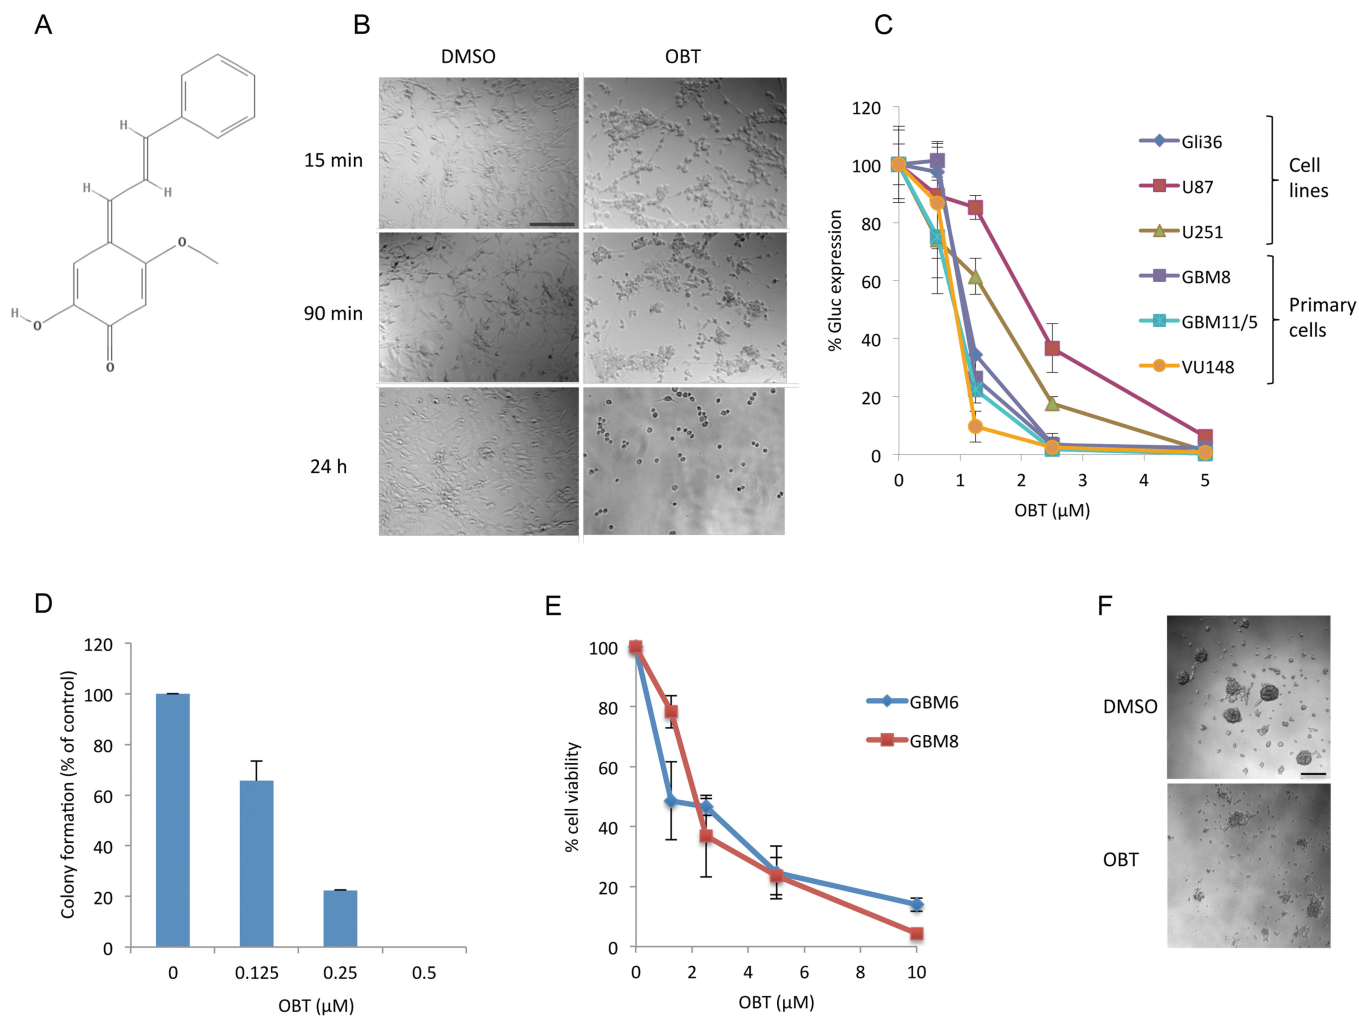 A
H
H
H
O
H
O
O
B
DMSO
OBT
15 min
90 min
24 h
C
120
100
80
60
40
20
0
% Gluc expression
0 1 2 3 4 5
OBT (µM)
Gli36
U87
U251
GBM8
GBM11/5
VU148
Cell
lines
Primary
cells
D
120
100
80
60
40
20
0
Colony formation (% of control)
0 0.125 0.25 0.5
OBT (µM)
E
100
80
60
40
20
0
% cell viability
0 2 4 6 8 10
OBT (µM)
GBM6
GBM8
F
DMSO
OBT